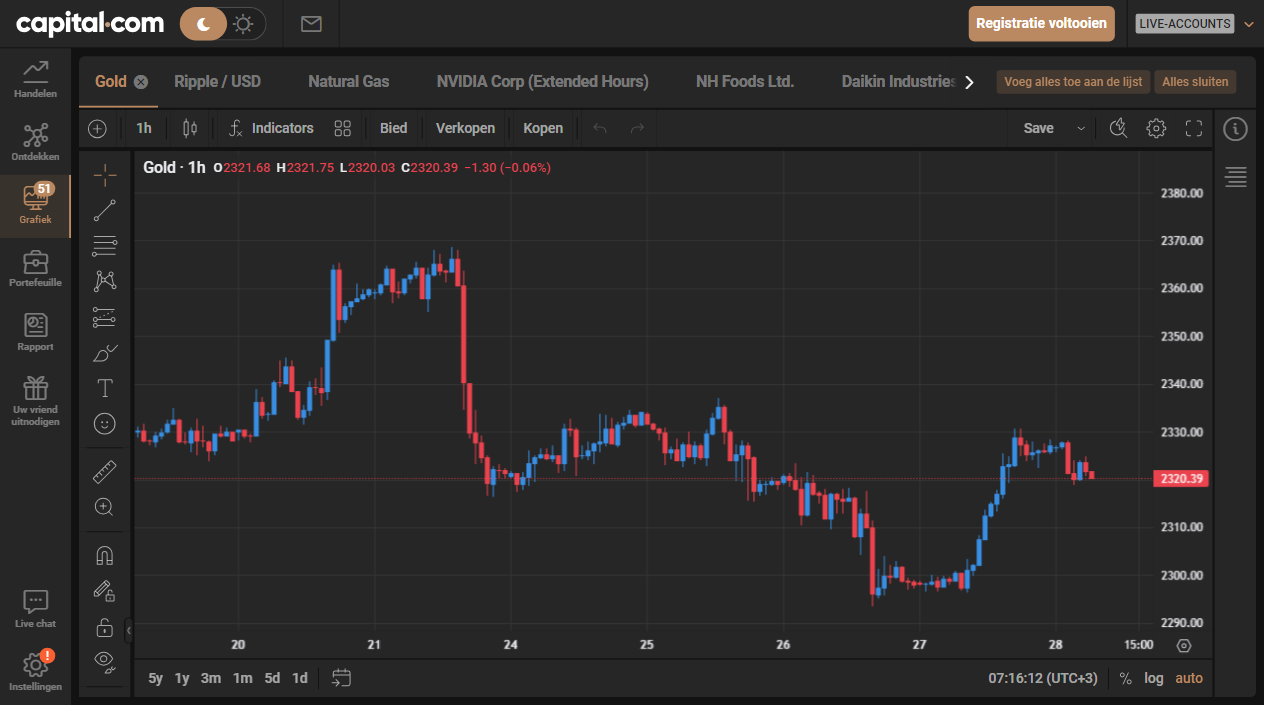 capital.com
Registratie voltooien
LIVE-ACCOUNTS
Handelen
Ontdekken
51
Grafiek
Portefeuille
Rapport
Uw vriend
uitnodigen
Live chat
!
Instellingen
Gold
Ripple / USD
Natural Gas
NVIDIA Corp (Extended Hours)
NH Foods Ltd.
Daikin Industries
Voeg alles toe aan de lijst
Alles sluiten
1h
Indicators
Bied
Verkopen
Kopen
Save
Gold · 1h O2321.68 H2321.75 L2320.03 C2320.39 −1.30 (−0.06%)
2380.00
2370.00
2360.00
2350.00
2340.00
2330.00
2320.39
2310.00
2300.00
2290.00
20 21 24 25 26 27 28 15:00
5y 1y 3m 1m 5d 1d
07:16:12 (UTC+3)
% log auto